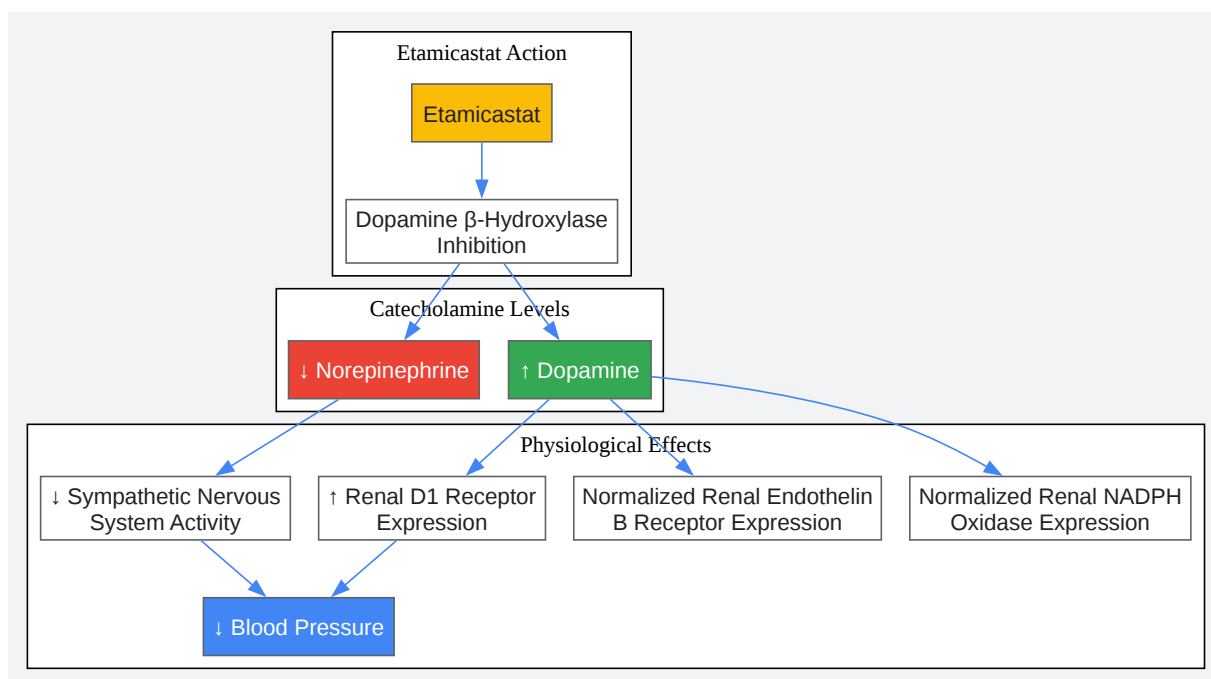 Etamicastat Action
Etamicastat
Dopamine β-Hydroxylase
Inhibition
Catecholamine Levels
↓ Norepinephrine
↑ Dopamine
Physiological Effects
↓ Sympathetic Nervous
System Activity
↑ Renal D1 Receptor
Expression
Normalized Renal Endothelin
B Receptor Expression
Normalized Renal NADPH
Oxidase Expression
↓ Blood Pressure